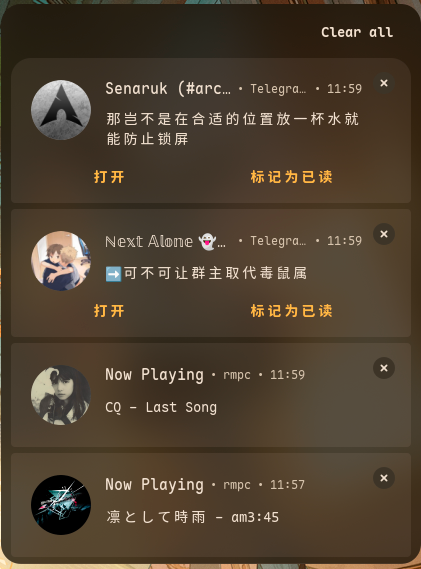 Clear all
Senaruk (#arc… • Telegra… • 11:59
那岂不是在合适的位置放一杯水就
能防止锁屏
打开 标记为已读
ℕ𝕖𝕩𝕥 𝔸𝕝𝕠𝕟𝕖 👻… • Telegra… • 11:59
➡️可不可让群主取代毒鼠属
打开 标记为已读
Now Playing • rmpc • 11:59
CQ - Last Song
Now Playing • rmpc • 11:57
凛として時雨 - am3:45